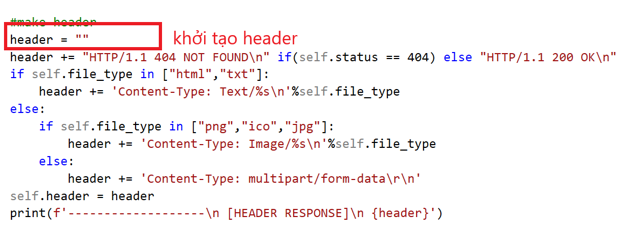 #make header
header = ""
khởi tạo header
header += "HTTP/1.1 404 NOT FOUND\n" if(self.status == 404) else "HTTP/1.1 200 OK\n"
if self.file_type in ["html","txt"]:
    header += 'Content-Type: Text/%s\n'%self.file_type
else:
    if self.file_type in ["png","ico","jpg"]:
        header += 'Content-Type: Image/%s\n'%self.file_type
    else:
        header += 'Content-Type: multipart/form-data\r\n'
self.header = header
print(f'-------------------\n [HEADER RESPONSE]\n {header}')